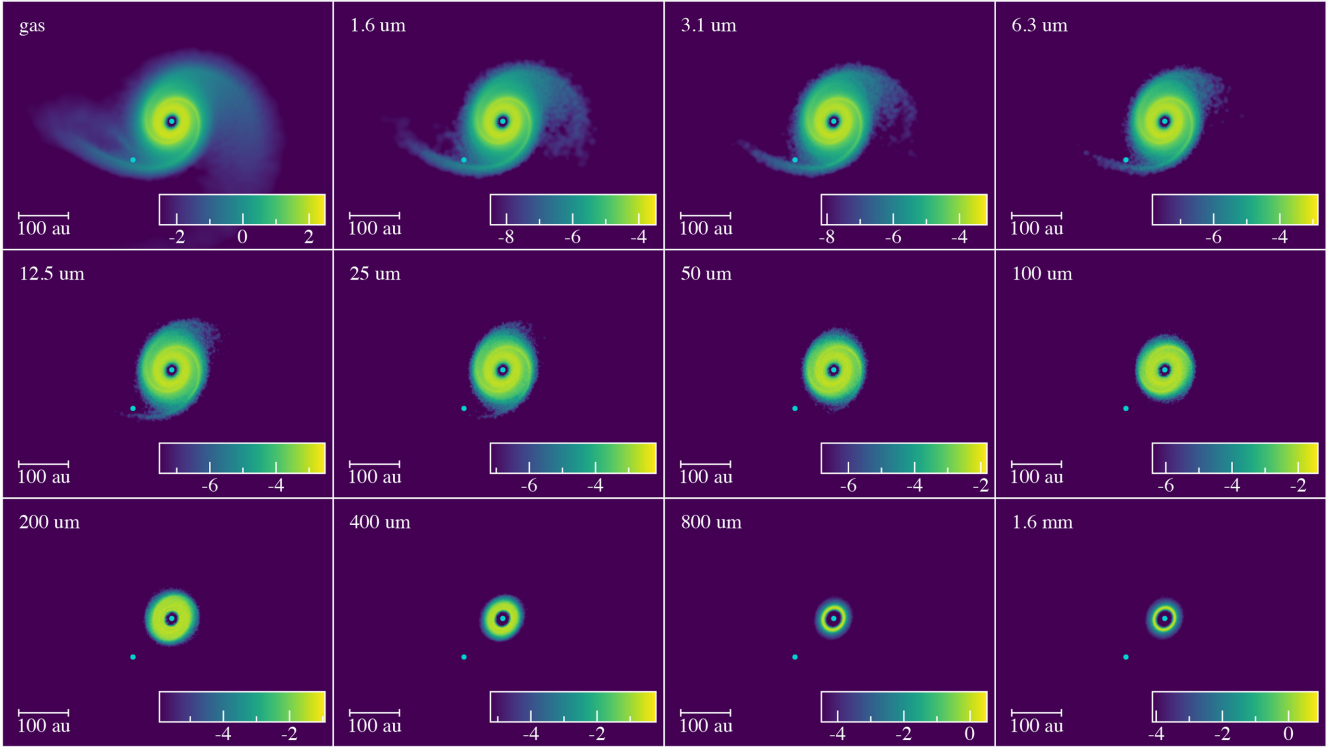 gas
1.6 um
3.1 um
6.3 um
100 au
-2 0 2
100 au
-8 -6 -4
100 au
-8 -6 -4
100 au
-6 -4
12.5 um
25 um
50 um
100 um
100 au
-6 -4
100 au
-6 -4
100 au
-6 -4 -2
100 au
-6 -4 -2
200 um
400 um
800 um
1.6 mm
100 au
-4 -2
100 au
-4 -2
100 au
-4 -2 0
100 au
-4 -2 0